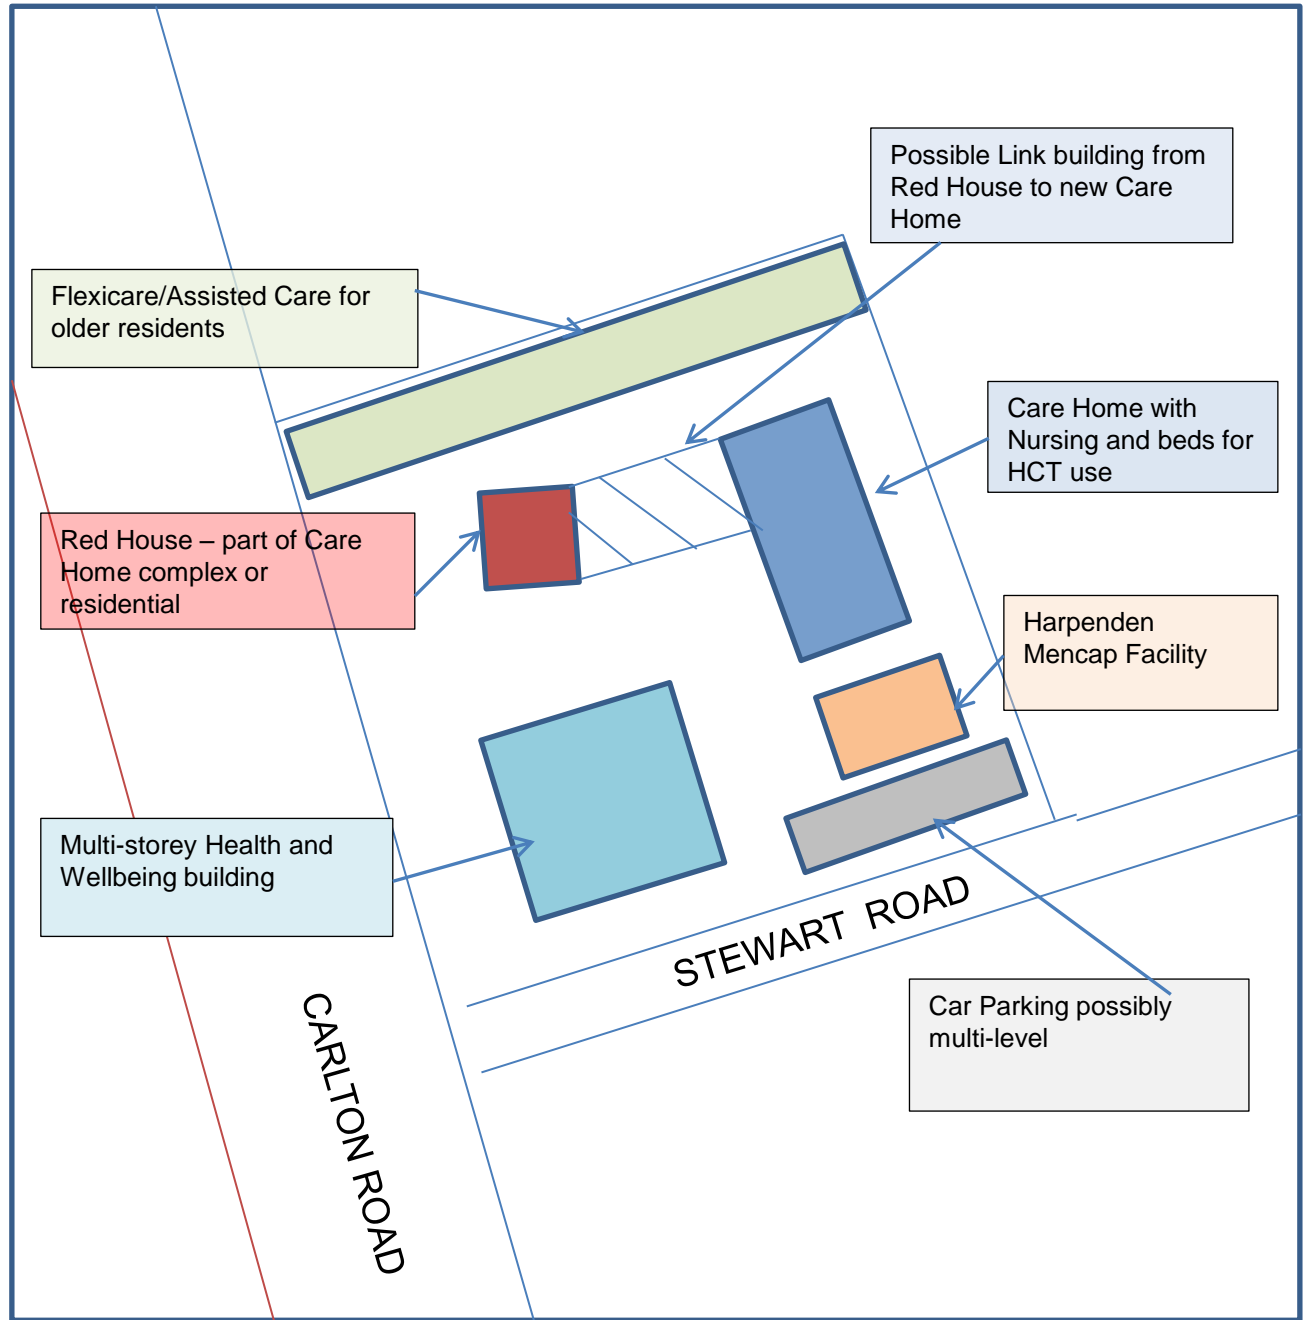 Possible Link building from
Red House to new Care
Home
Flexicare/Assisted Care for
older residents
Care Home with
Nursing and beds for
HCT use
Red House – part of Care
Home complex or
residential
Harpenden
Mencap Facility
Multi-storey Health and
Wellbeing building
STEWART ROAD
Car Parking possibly
multi-level
CARLTON ROAD